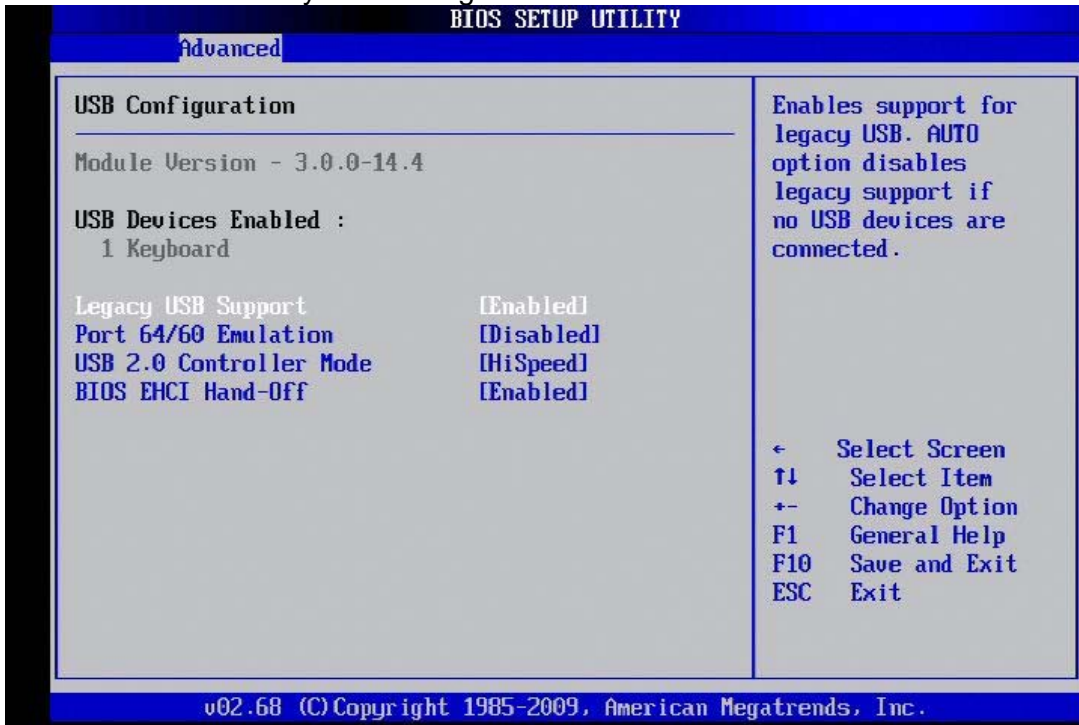 BIOS SETUP UTILITY
Advanced
USB Configuration
Module Version - 3.0.0-14.4
USB Devices Enabled :
1 Keyboard
Legacy USB Support [Enabled]
Port 64/60 Emulation [Disabled]
USB 2.0 Controller Mode [HiSpeed]
BIOS EHCI Hand-Off [Enabled]
Enables support for
legacy USB. AUTO
option disables
legacy support if
no USB devices are
connected.
← Select Screen
↑↓ Select Item
+- Change Option
F1 General Help
F10 Save and Exit
ESC Exit
v02.68 (C)Copyright 1985-2009, American Megatrends, Inc.